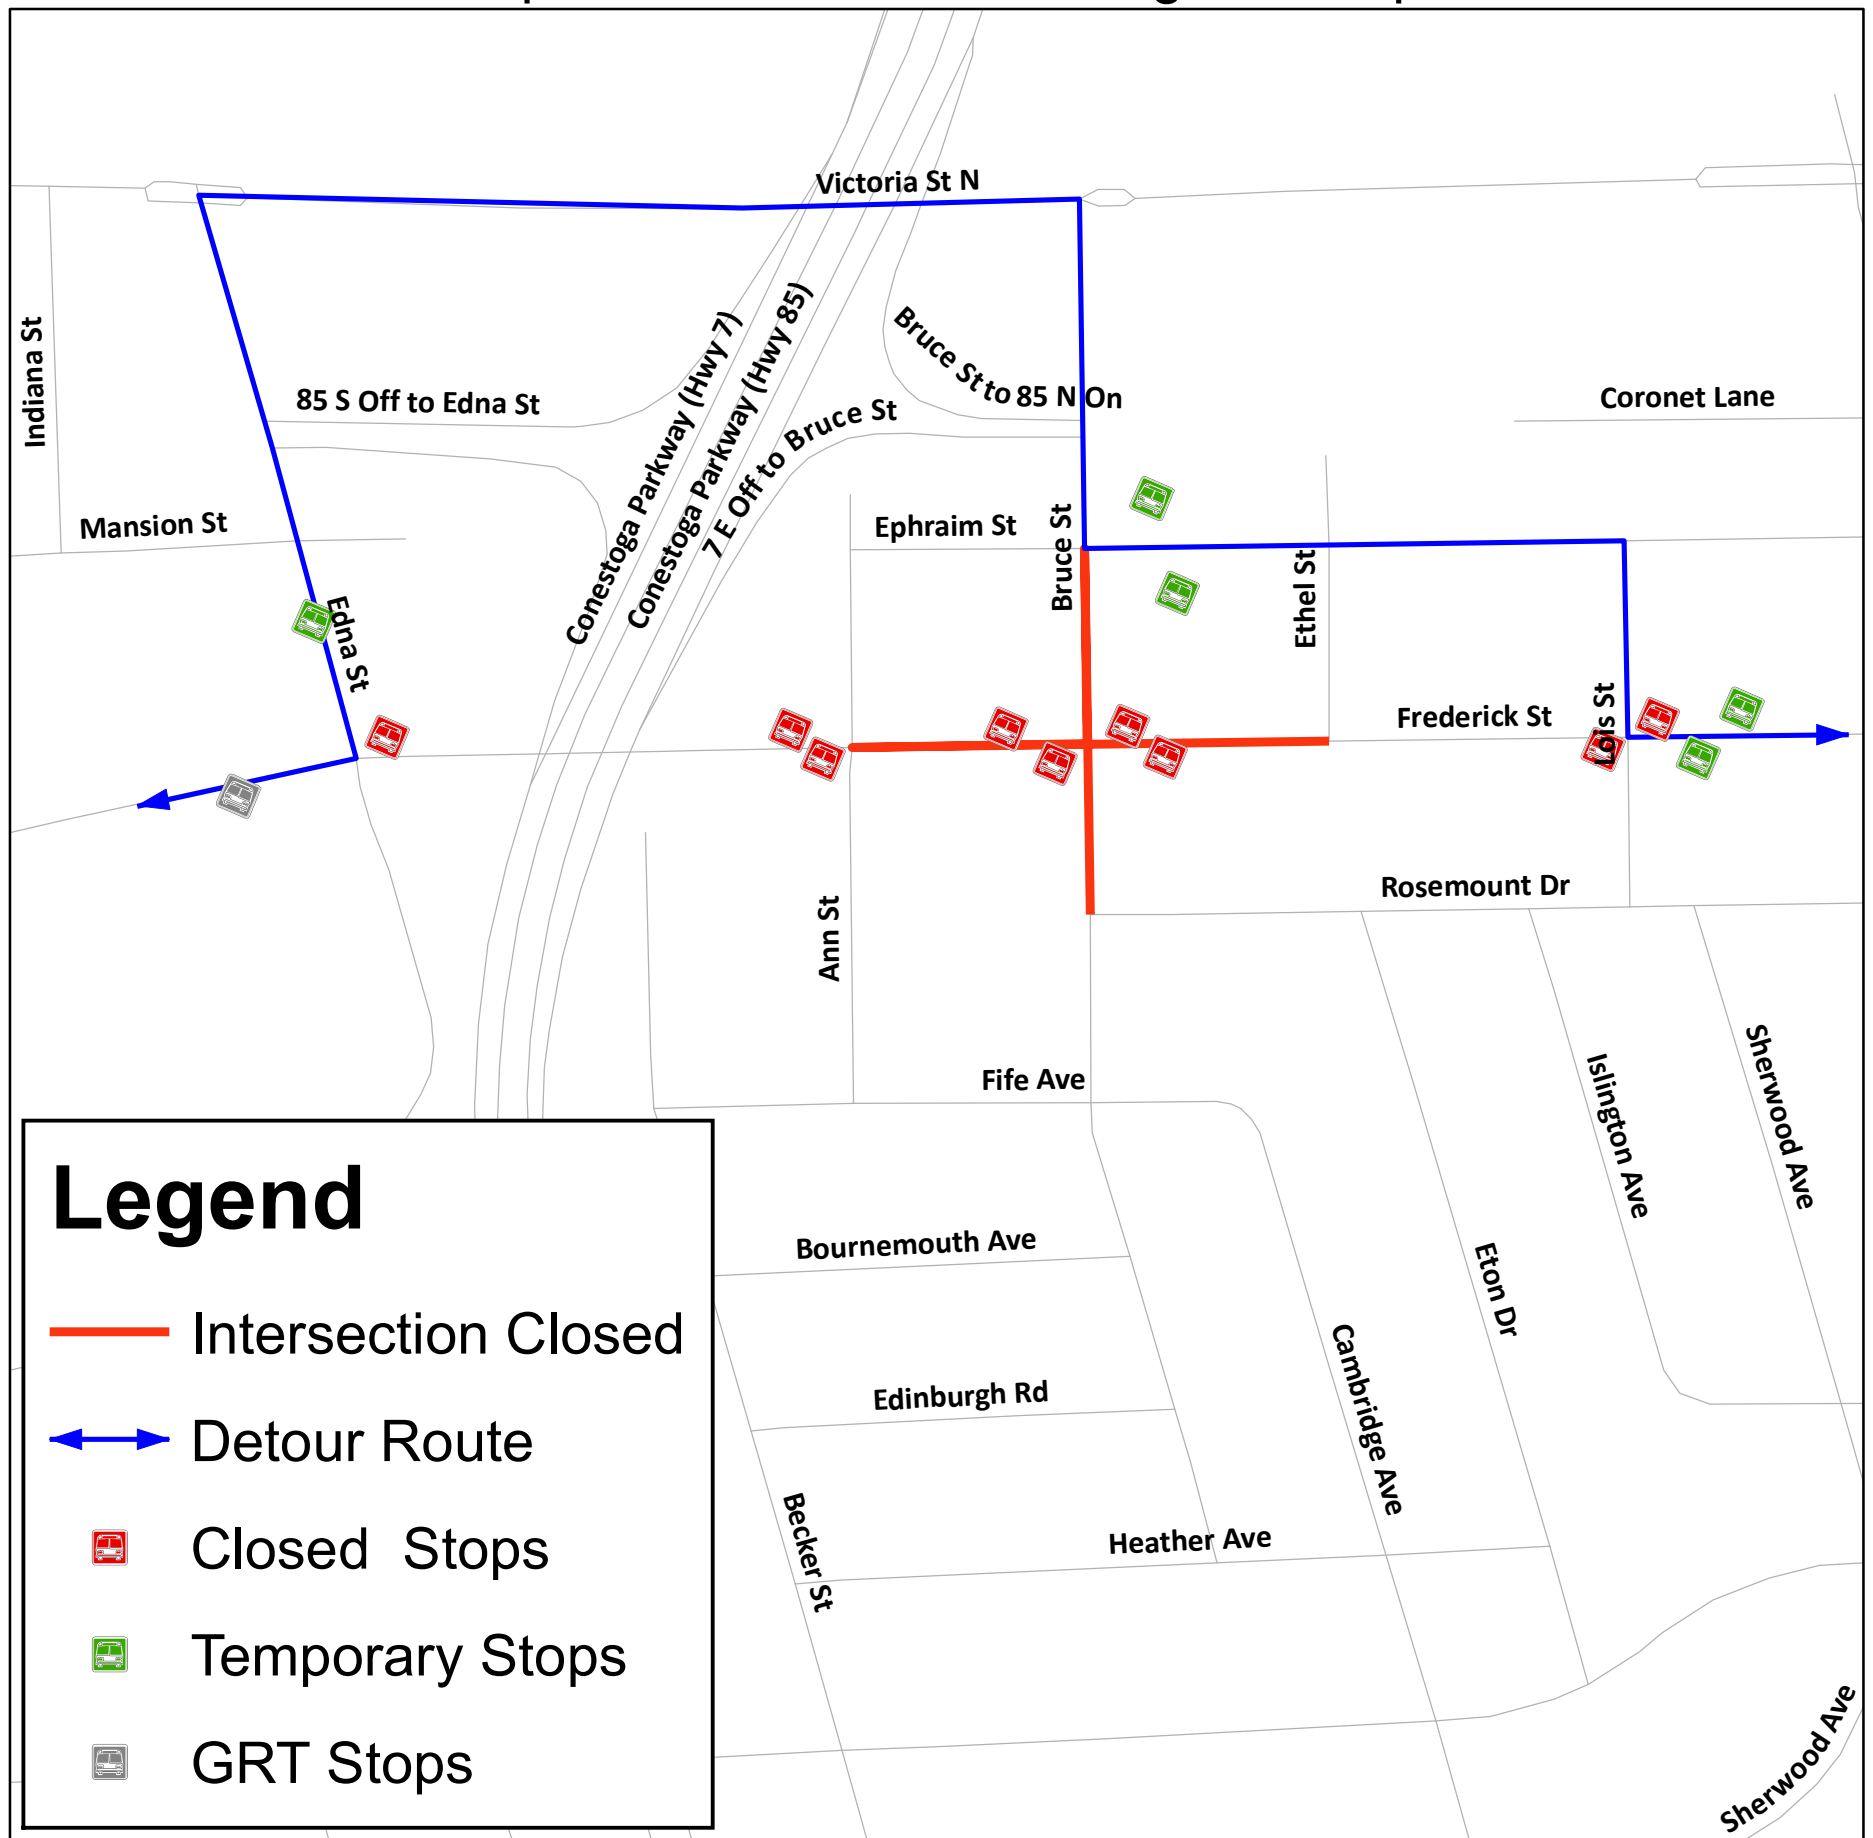 Victoria St N
Indiana St
85 S Off to Edna St
Conestoga Parkway (Hwy 7)
Conestoga Parkway (Hwy 85)
7 E Off to Bruce St
Bruce St to 85 N On
Coronet Lane
Mansion St
Ephraim St
Bruce St
Ethel St
Edna St
Frederick St
Lois St
Rosemount Dr
Ann St
Fife Ave
Islington Ave
Sherwood Ave
Bournemouth Ave
Eton Dr
Edinburgh Rd
Cambridge Ave
Becker St
Heather Ave
Sherwood Ave
Legend
Intersection Closed
Detour Route
Closed Stops
Temporary Stops
GRT Stops